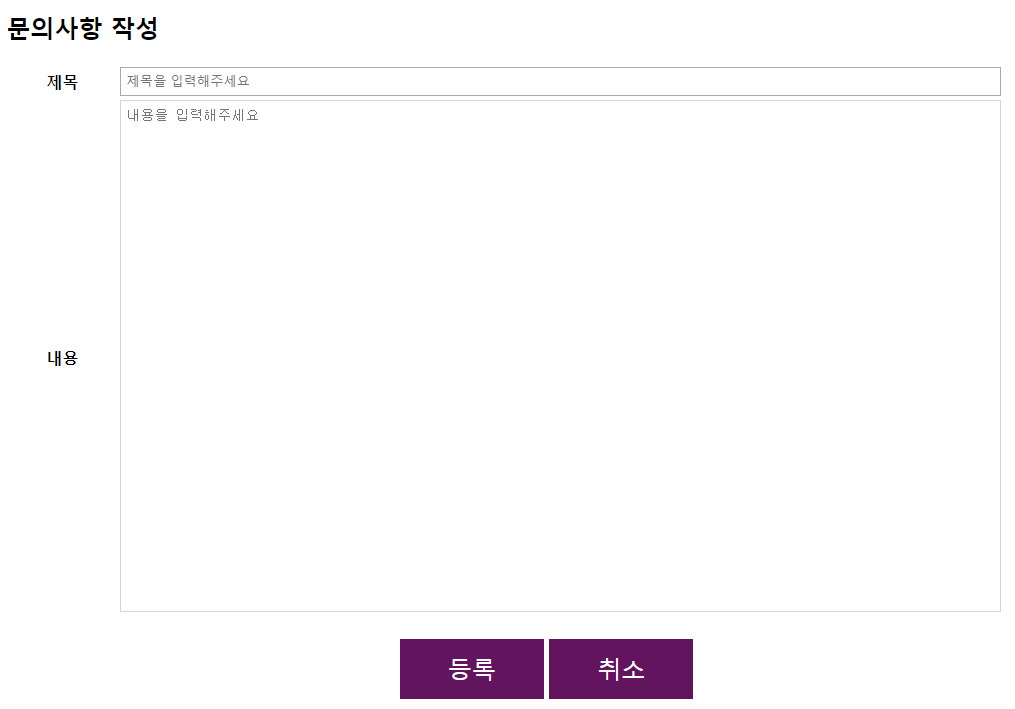 문의사항 작성
제목 제목을 입력해주세요
내용을 입력해주세요
내용
등록 취소